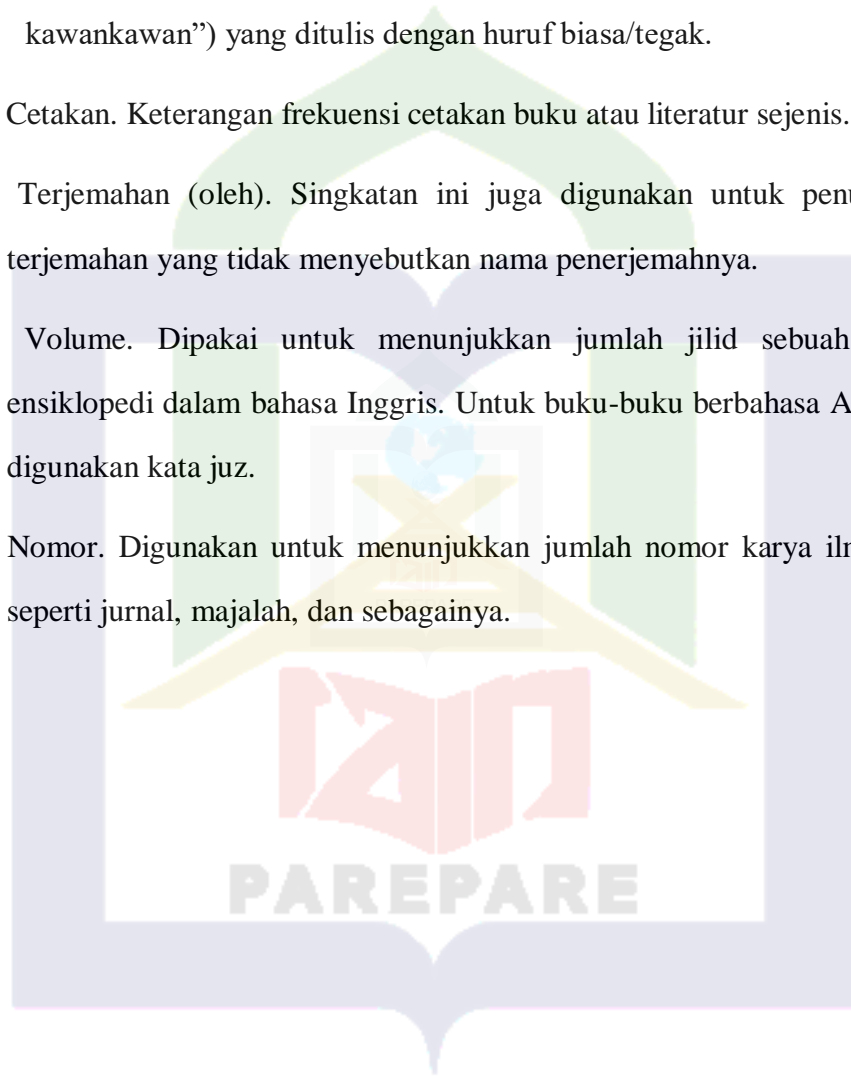 kawankawan”) yang ditulis dengan huruf biasa/tegak.
Cetakan. Keterangan frekuensi cetakan buku atau literatur sejenis.
Terjemahan (oleh). Singkatan ini juga digunakan untuk
terjemahan yang tidak menyebutkan nama penerjemahnya.
Volume. Dipakai untuk menunjukkan jumlah jilid sebuah
ensiklopedi dalam bahasa Inggris. Untuk buku-buku berbahasa
digunakan kata juz.
Nomor. Digunakan untuk menunjukkan jumlah nomor karya
seperti jurnal, majalah, dan sebagainya.
iain
PAREPARE